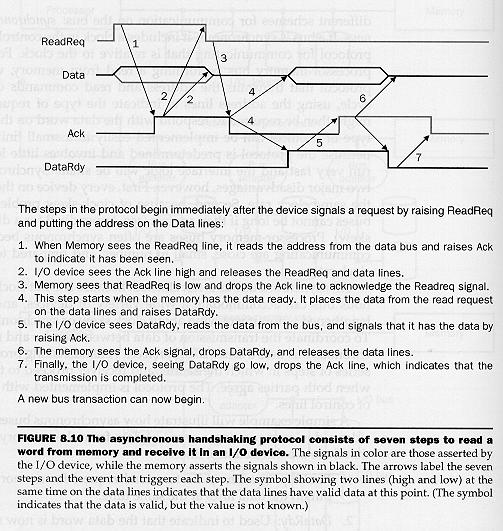 ReadReq
1
3
Data
2
2
4
4
6
Ack
5
7
DataRdy
The steps in the protocol begin immediately after the device signals a request by raising ReadReq
and putting the address on the Data lines:
1. When Memory sees the ReadReq line, it reads the address from the data bus and raises Ack
to indicate it has been seen.
2. I/O device sees the Ack line high and releases the ReadReq and data lines.
3. Memory sees that ReadReq is low and drops the Ack line to acknowledge the Readreq signal.
4. This step starts when the memory has the data ready. It places the data from the read request
on the data lines and raises DataRdy.
5. The I/O device sees DataRdy, reads the data from the bus, and signals that it has the data by
raising Ack.
6. The memory sees the Ack signal, drops DataRdy, and releases the data lines.
7. Finally, the I/O device, seeing DataRdy go low, drops the Ack line, which indicates that the
transmission is completed.
A new bus transaction can now begin.
FIGURE 8.10 The asynchronous handshaking protocol consists of seven steps to read a
word from memory and receive it in an I/O device. The signals in color are those asserted by
the I/O device, while the memory asserts the signals shown in black. The arrows label the seven
steps and the event that triggers each step. The symbol showing two lines (high and low) at the
same time on the data lines indicates that the data lines have valid data at this point. (The symbol
indicates that the data is valid, but the value is not known.)